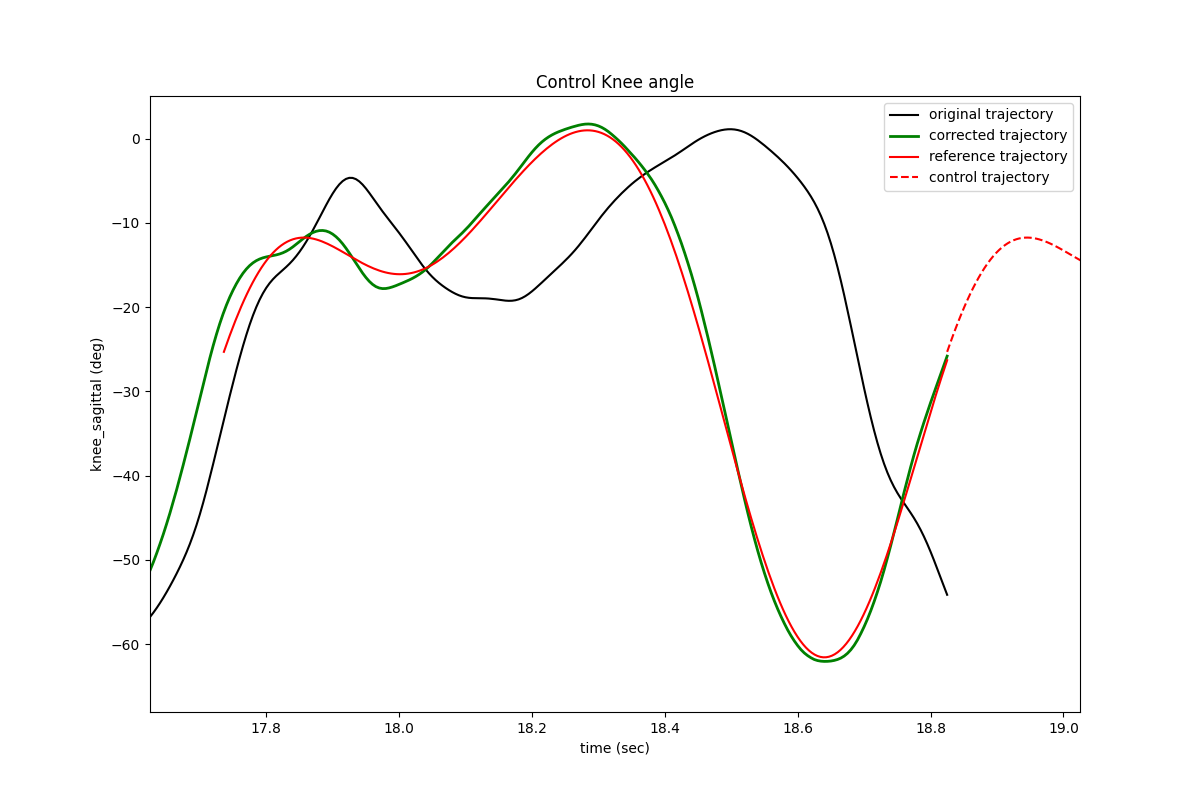 Control Knee angle
original trajectory
corrected trajectory
reference trajectory
control trajectory
knee_sagittal (deg)
0
−10
−20
−30
−40
−50
−60
17.8 18.0 18.2 18.4 18.6 18.8 19.0
time (sec)